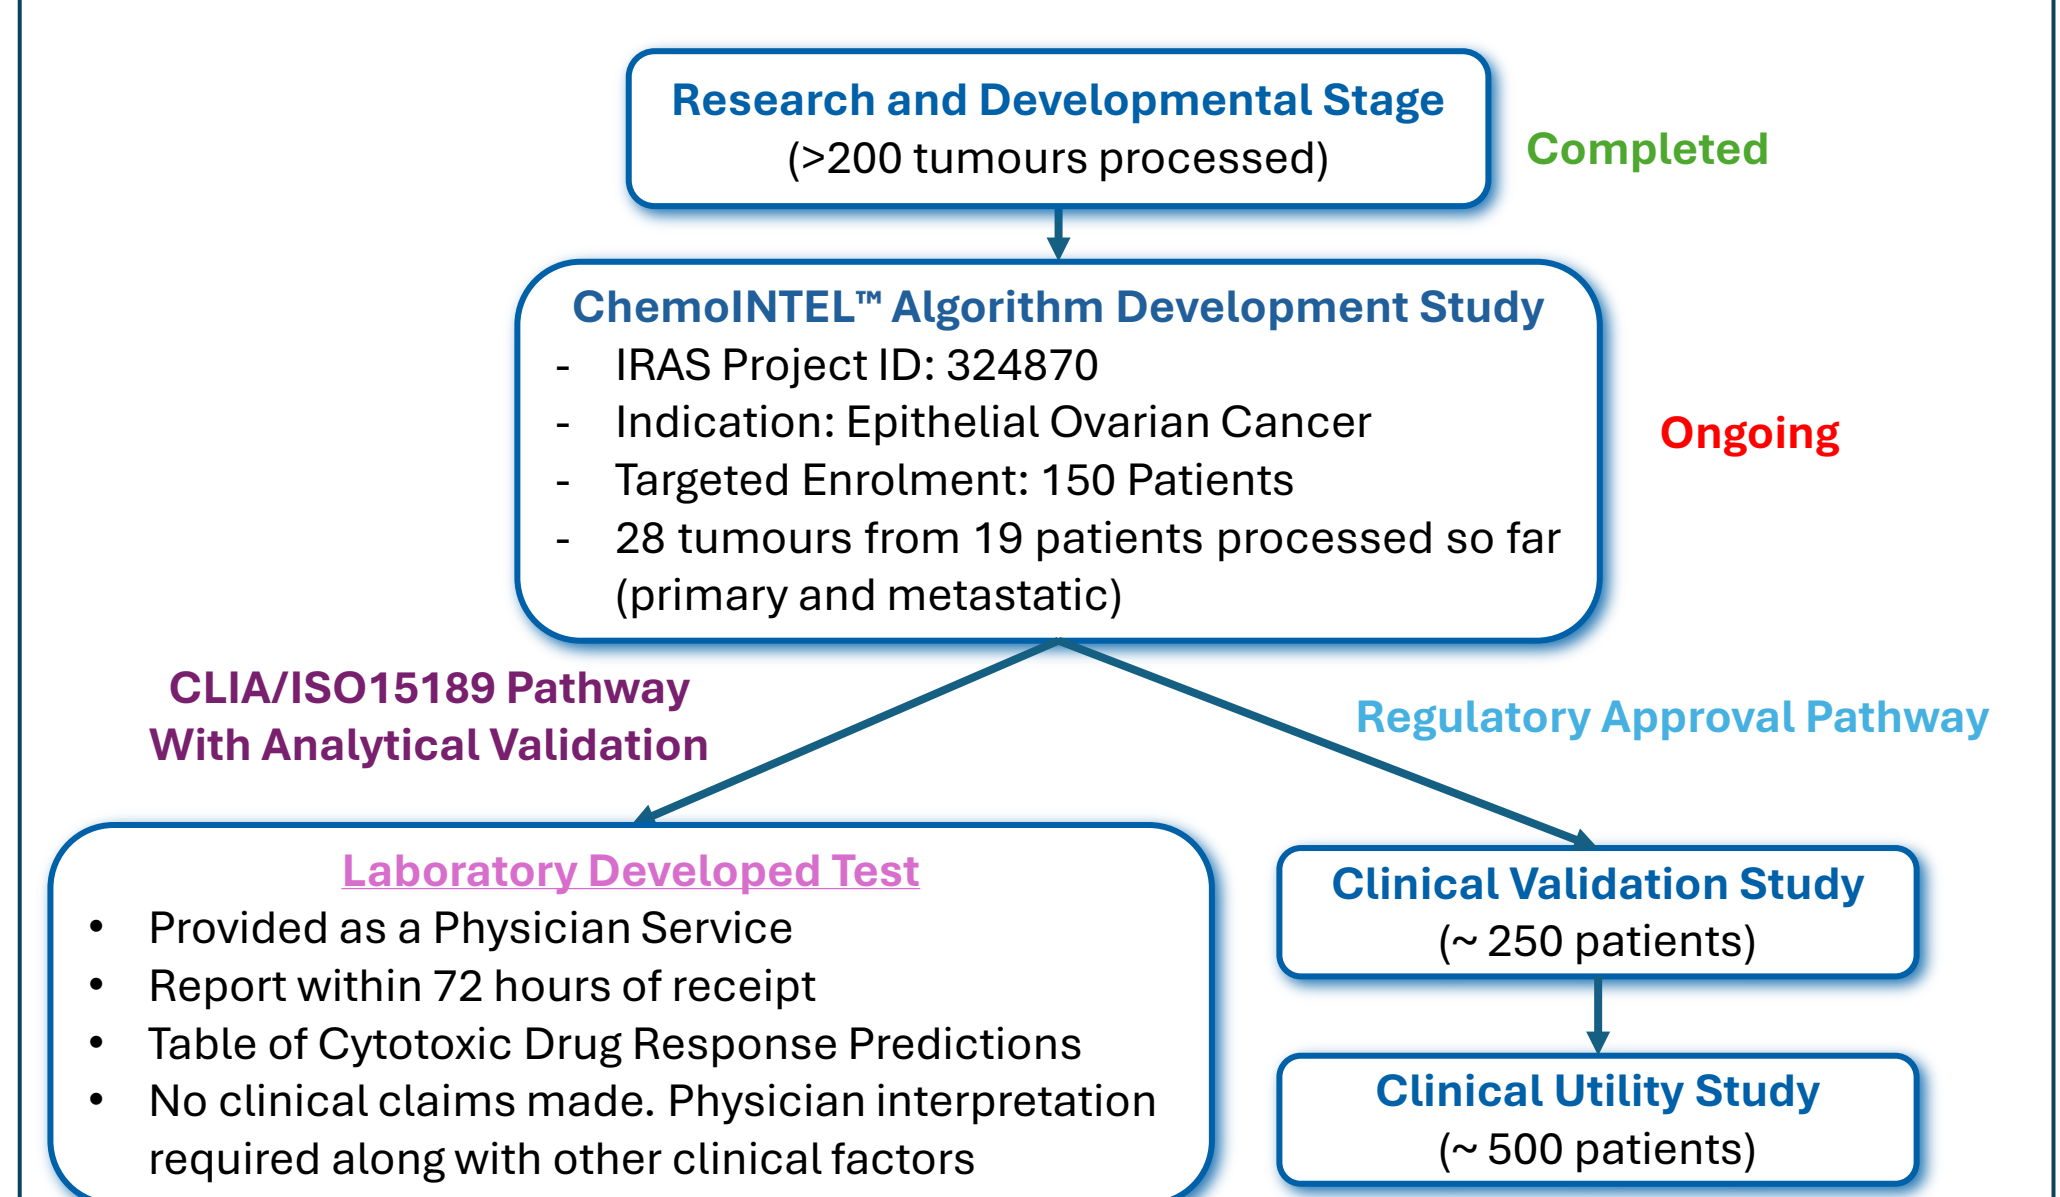 Research and Developmental Stage
(>200 tumours processed)
Completed
ChemoINTEL™ Algorithm Development Study
- IRAS Project ID: 324870
- Indication: Epithelial Ovarian Cancer
- Targeted Enrolment: 150 Patients
- 28 tumours from 19 patients processed so far
(primary and metastatic)
Ongoing
CLIA/ISO15189 Pathway
With Analytical Validation
Regulatory Approval Pathway
Laboratory Developed Test
• Provided as a Physician Service
• Report within 72 hours of receipt
• Table of Cytotoxic Drug Response Predictions
• No clinical claims made. Physician interpretation
required along with other clinical factors
Clinical Validation Study
(~ 250 patients)
Clinical Utility Study
(~ 500 patients)